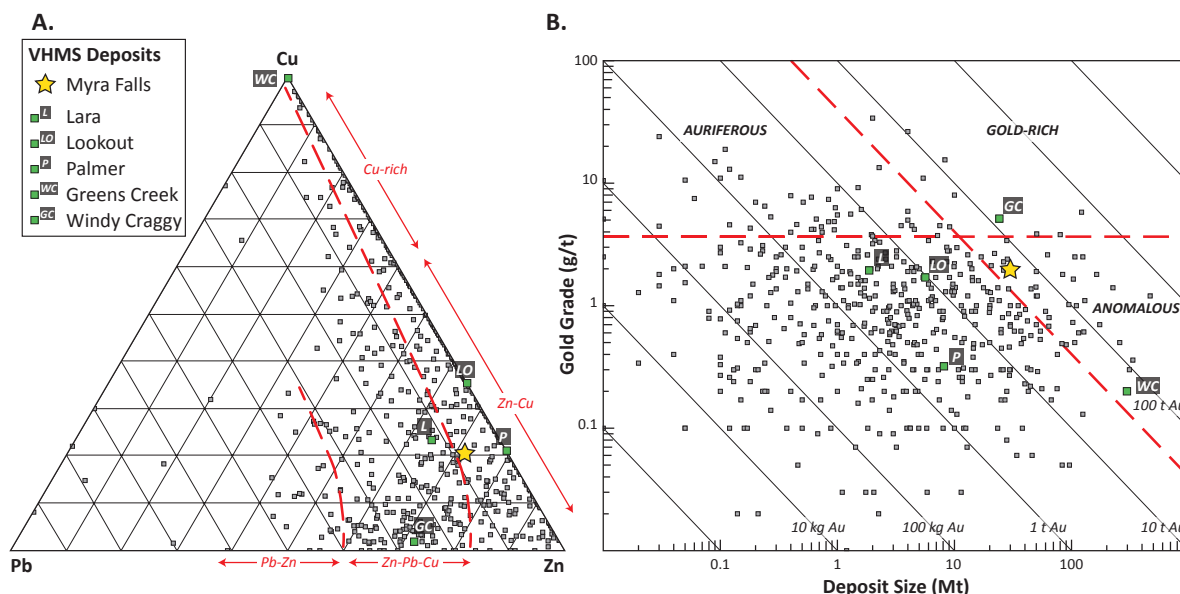 A.
VHMS Deposits
Myra Falls
L Lara
LO Lookout
P Palmer
WC Greens Creek
GC Windy Craggy
Cu
WC
Cu-rich
Zn-Cu
LO
L
P
GC
Pb
Pb-Zn
Zn-Pb-Cu
Zn
B.
Gold Grade (g/t)
100
10
1
0.1
AURIFEROUS
GOLD-RICH
GC
L
LO
ANOMALOUS
P
WC
100 t Au
10 kg Au
100 kg Au
1 t Au
10 t
0.1
1
10
100
Deposit Size (Mt)